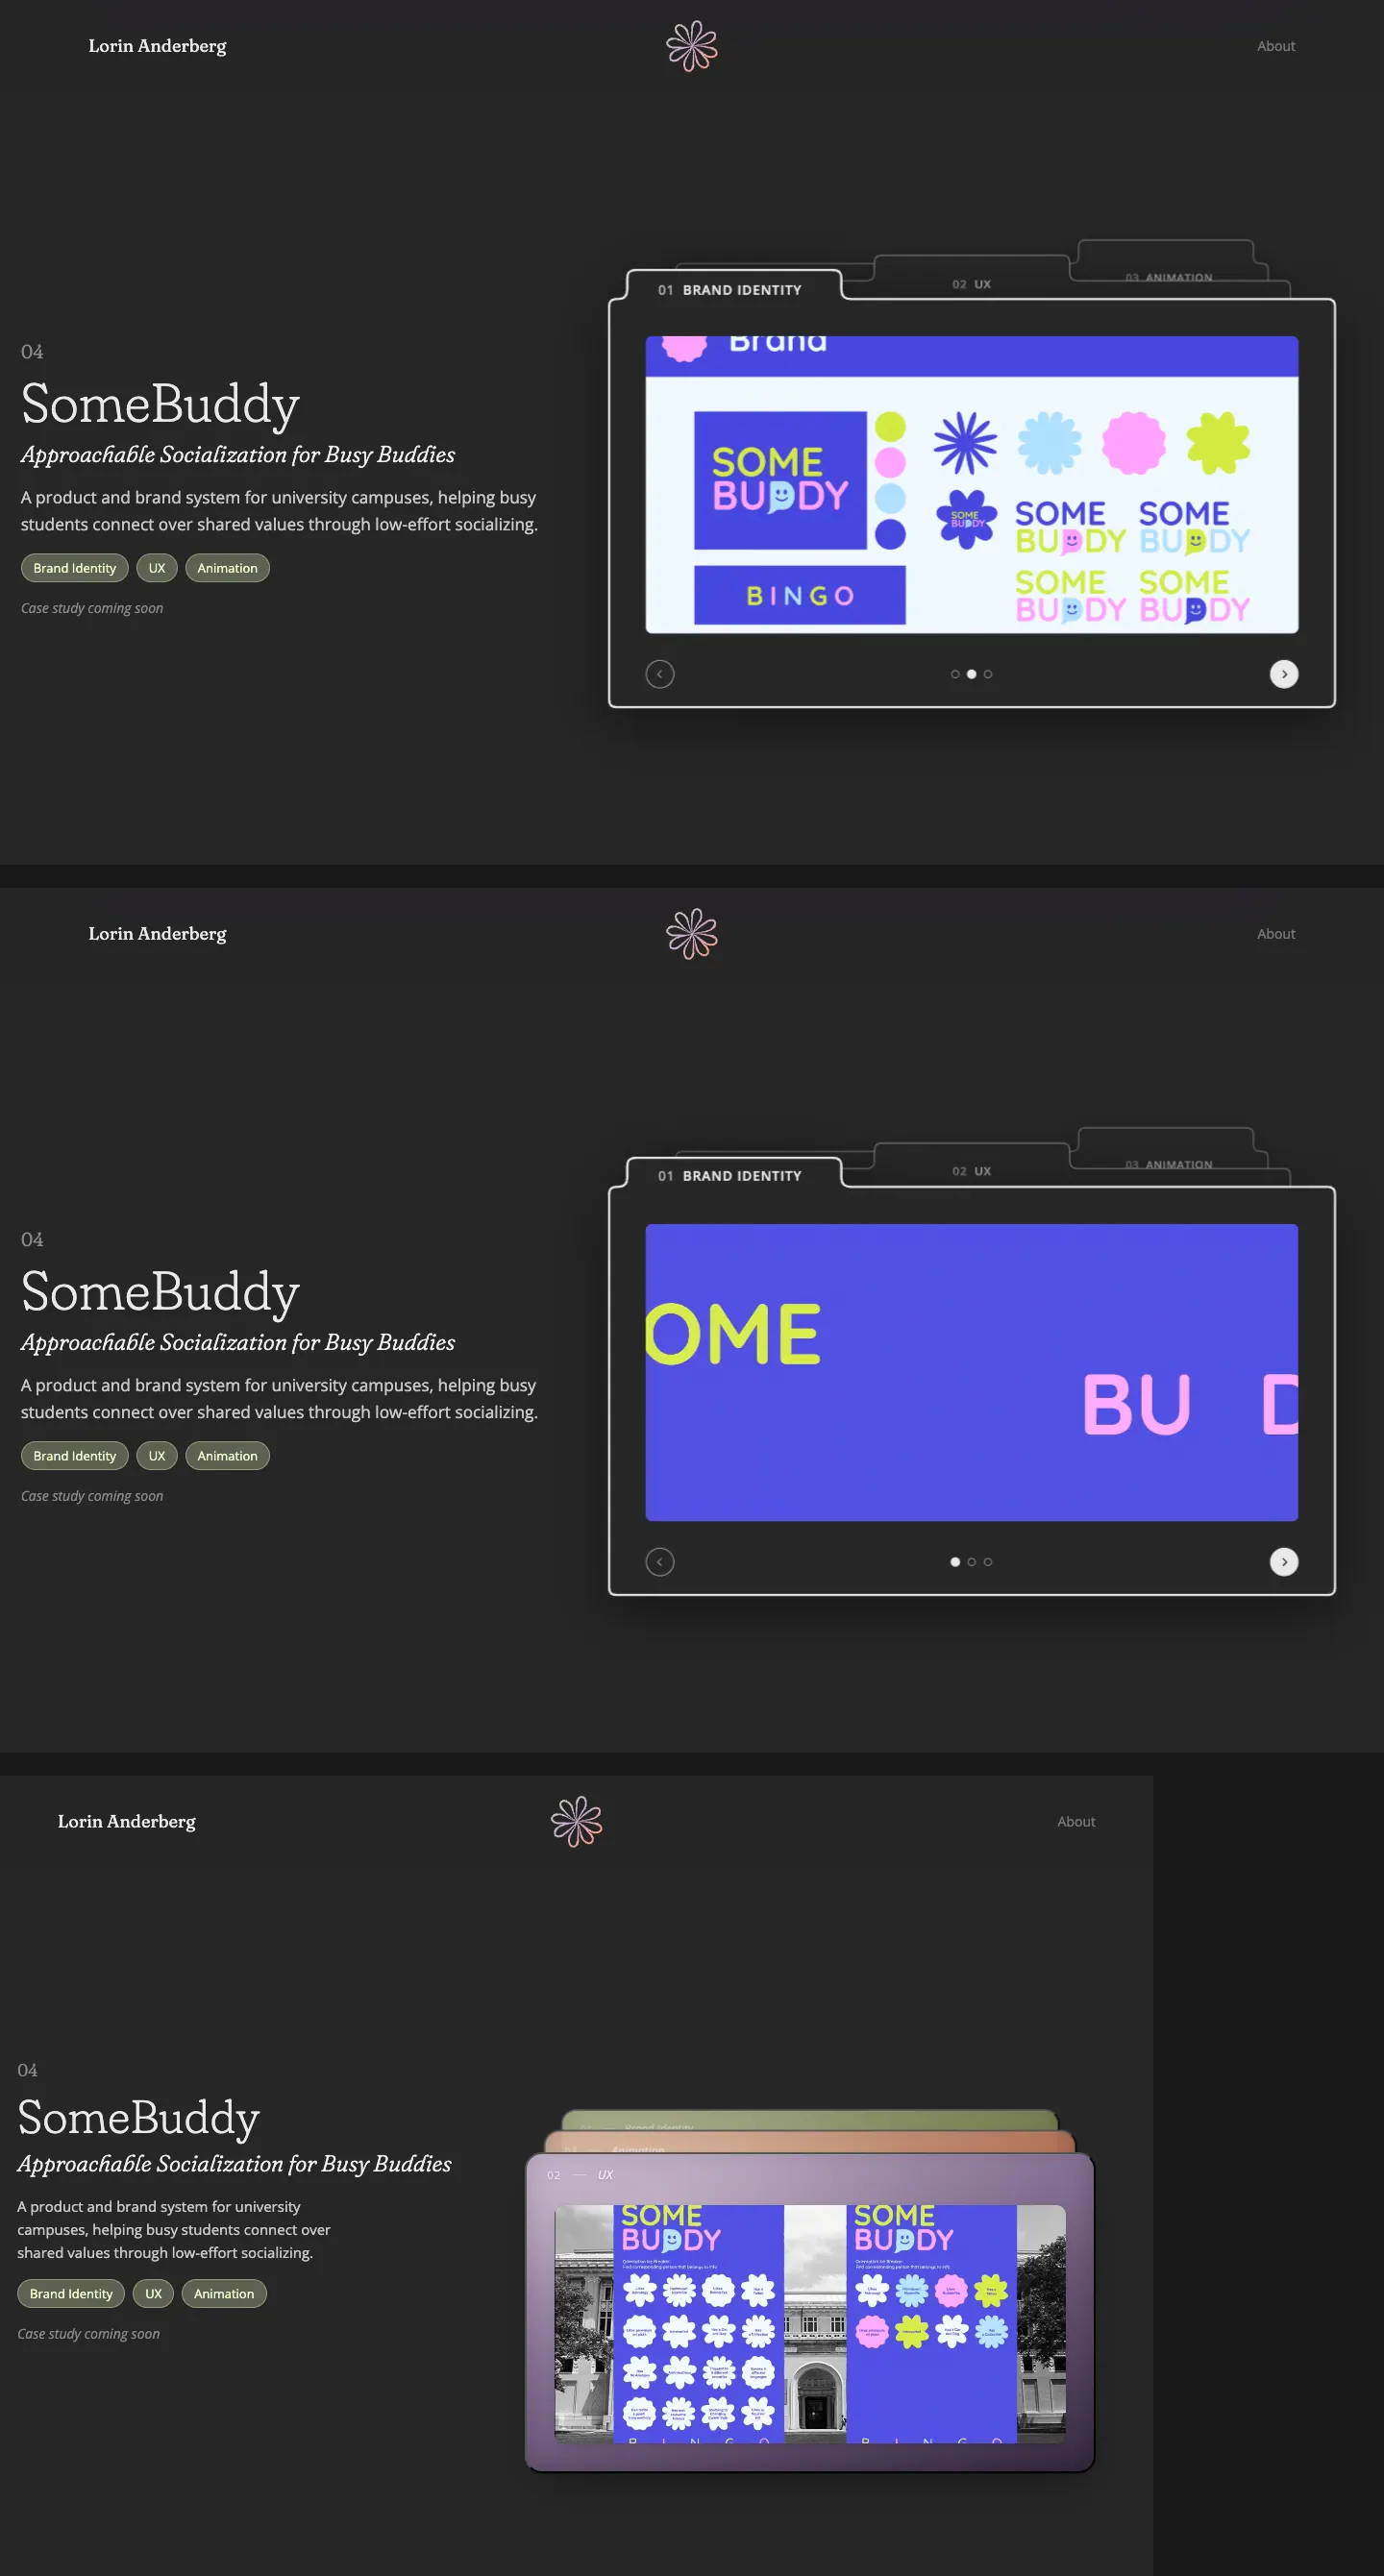 Lorin Anderberg
About
03 ANIMATION
02 UX
01 BRAND IDENTITY
04
SomeBuddy
Approachable Socialization for Busy Buddies
A product and brand system for university campuses, helping busy
students connect over shared values through low-effort socializing.
Brand Identity UX Animation
Case study coming soon
Brand
SOME
BUDDY
SOME
BUDDY
SOME
BUDDY
SOME
BUDDY
BINGO
SOME
BUDDY
SOME
BUDDY
Lorin Anderberg
About
03 ANIMATION
02 UX
01 BRAND IDENTITY
04
SomeBuddy
Approachable Socialization for Busy Buddies
A product and brand system for university campuses, helping busy
students connect over shared values through low-effort socializing.
Brand Identity UX Animation
Case study coming soon
OME
BU D
Lorin Anderberg
About
04
SomeBuddy
Approachable Socialization for Busy Buddies
A product and brand system for university
campuses, helping busy students connect over
shared values through low-effort socializing.
Brand Identity UX Animation
Case study coming soon
Brand Identity
Animation
02 — UX
SOME
BUDDY
SOME
BUDDY
B I N G O
B I N G O